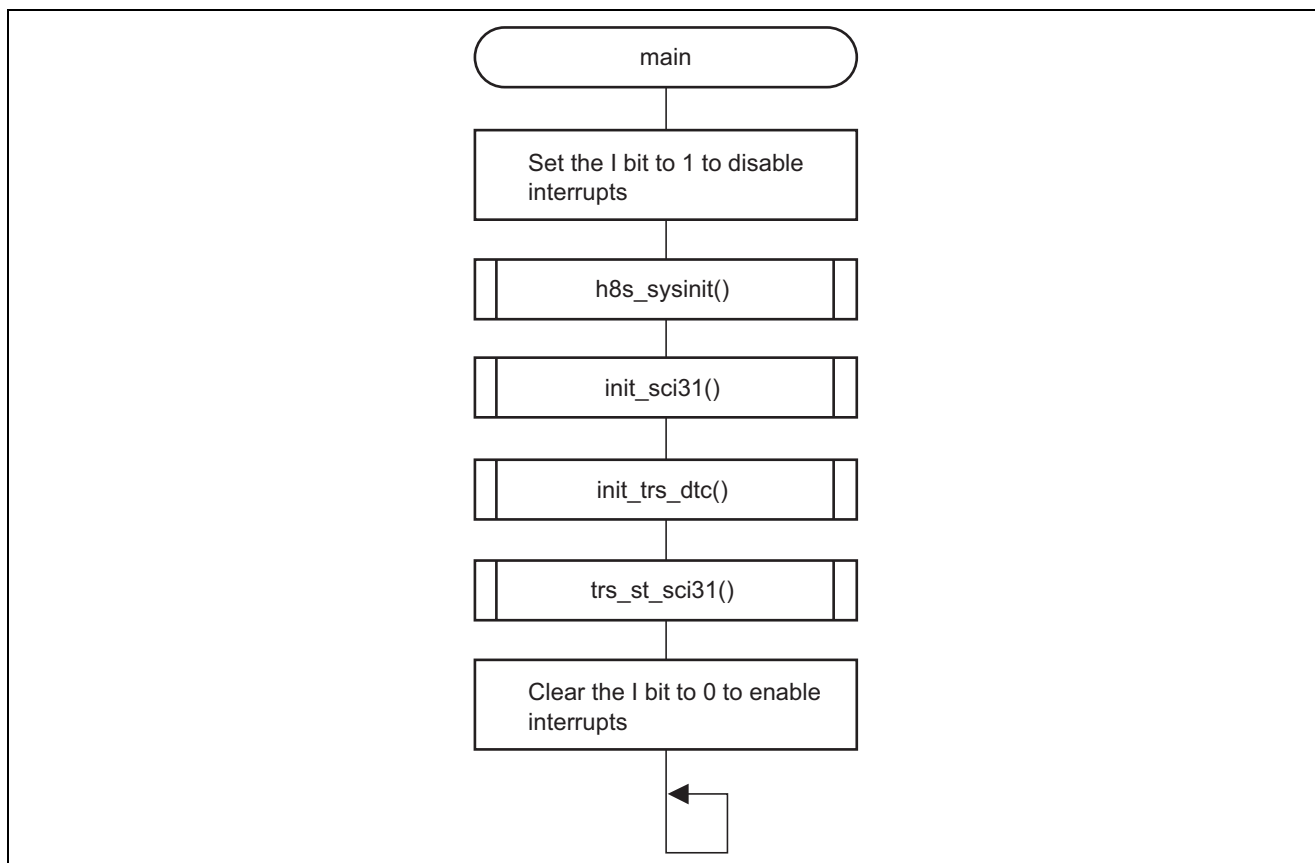 main
Set the I bit to 1 to disable
interrupts
h8s_sysinit()
init_sci31()
init_trs_dtc()
trs_st_sci31()
Clear the I bit to 0 to enable
interrupts